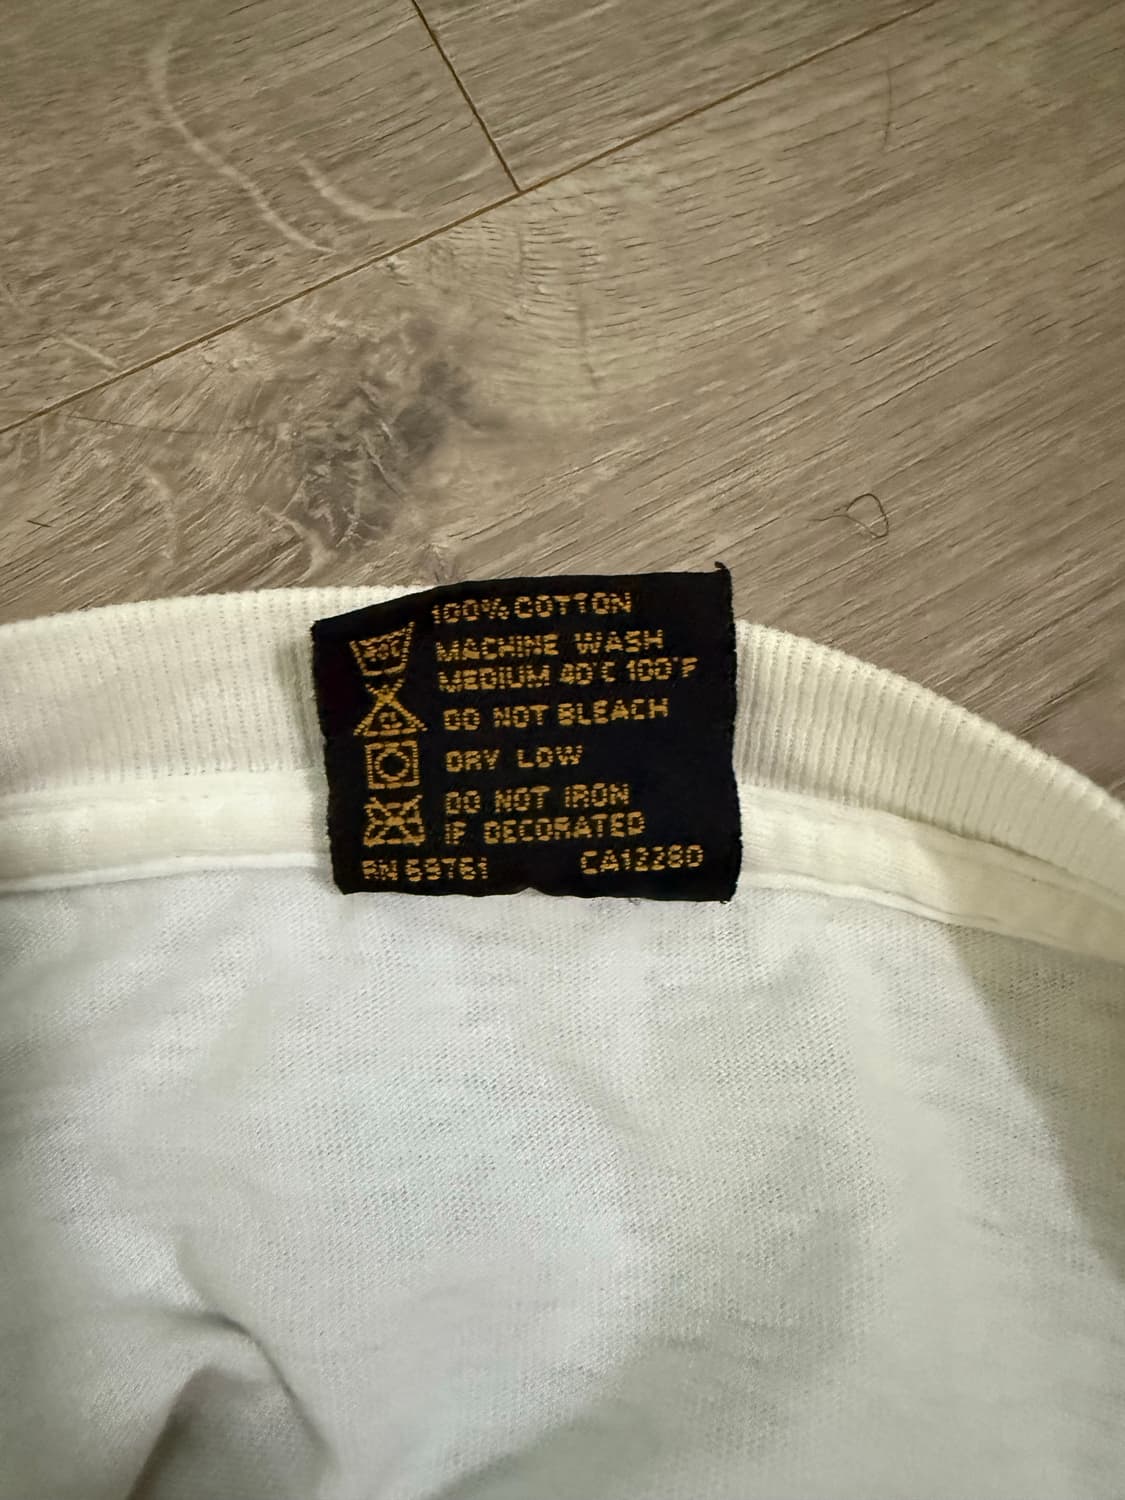 100% COTTON
MACHINE WASH
MEDIUM 40°C 100°F
DO NOT BLEACH
DRY LOW
DO NOT IRON
IF DECORATED
RN 69761 CA12280